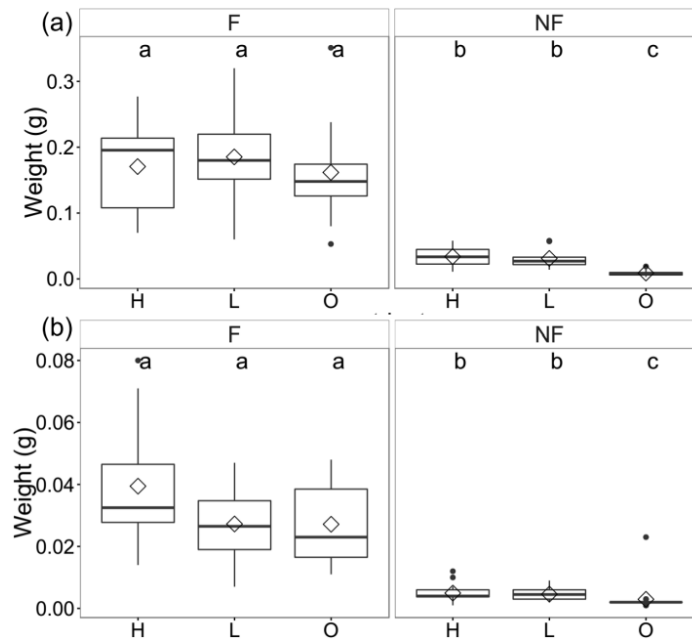 (a)
F
NF
a a a b b c
Weight (g)
0.3
0.2
0.1
0.0
H L O H L O
(b)
F
NF
a a a b b c
Weight (g)
0.08
0.06
0.04
0.02
0.00
H L O H L O